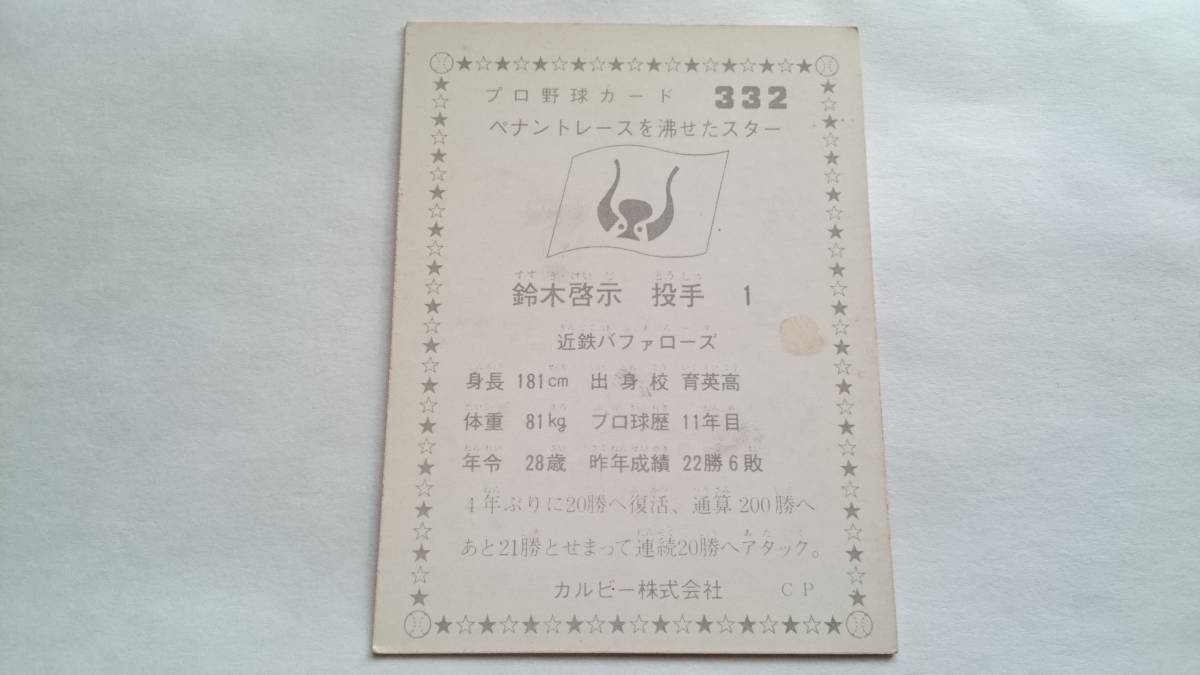 プロ野球カード 332
ペナントレースを沸せたスター
鈴木啓示 投手 1
近鉄バファローズ
身長 181cm 出身校 育英高
体重 81kg プロ球歴 11年目
年令 28歳 昨年成績 22勝6敗
4年ぶりに20勝へ復活、通算200勝へ
あと21勝とせまって連続20勝へアタック。
カルビー株式会社 CP